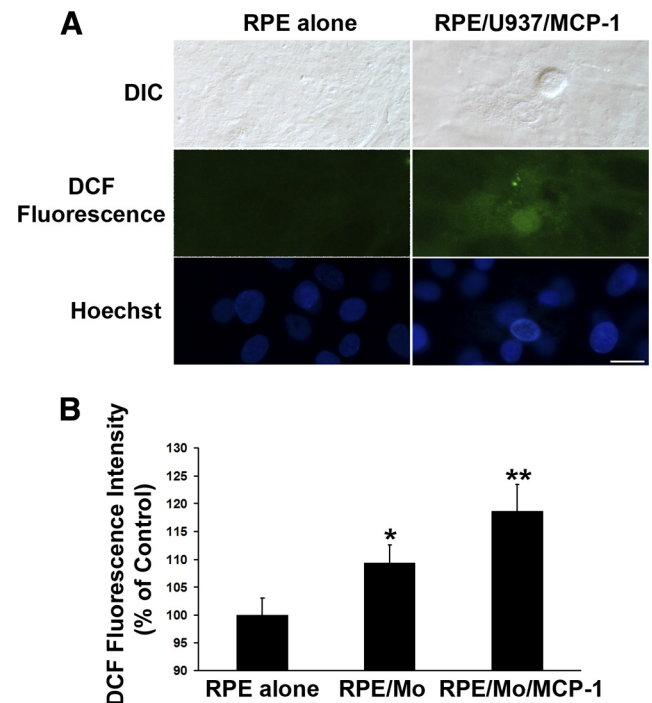 A
RPE alone
RPE/U937/MCP-1
DIC
DCF
Fluorescence
Hoechst
B
DCF Fluorescence Intensity
(% of Control)
130
125
120
115
110
105
100
95
90
*
**
RPE alone
RPE/Mo
RPE/Mo/MCP-1